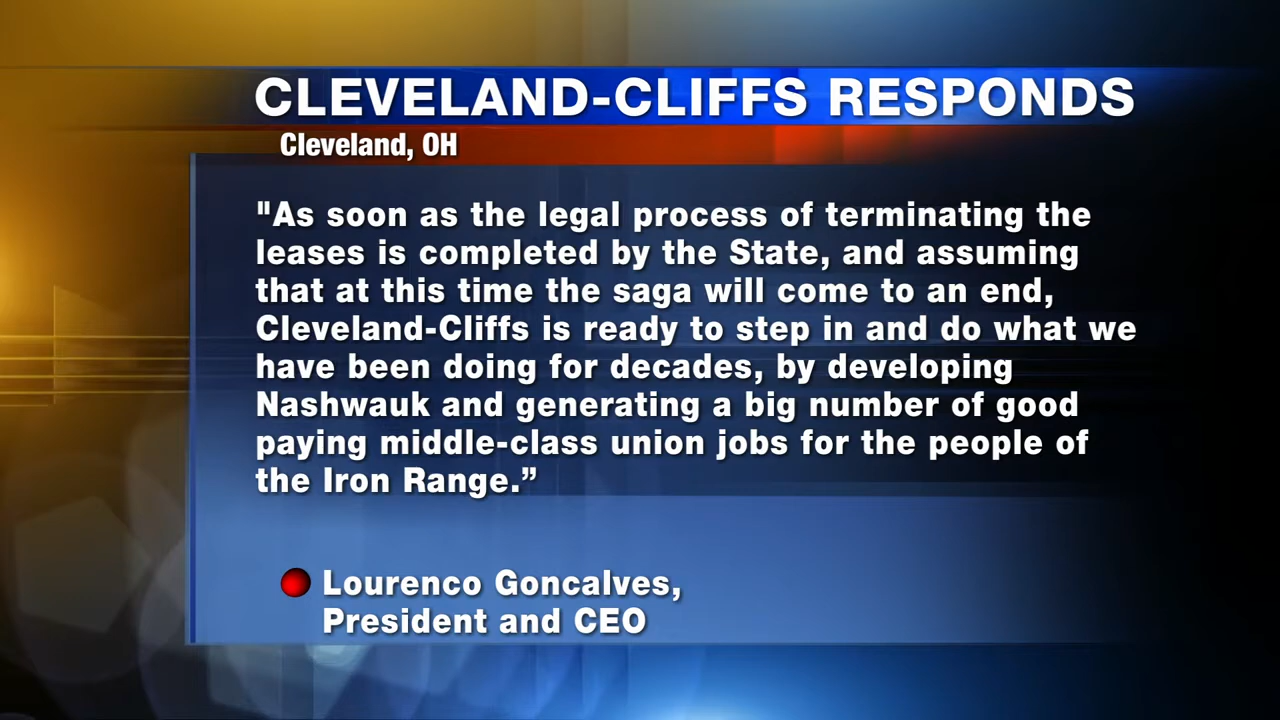 CLEVELAND-CLIFFS RESPONDS
Cleveland, OH
"As soon as the legal process of terminating the
leases is completed by the State, and assuming
that at this time the saga will come to an end,
Cleveland-Cliffs is ready to step in and do what we
have been doing for decades, by developing
Nashwauk and generating a big number of good
paying middle-class union jobs for the people of
the Iron Range.”
Lourenco Goncalves,
President and CEO